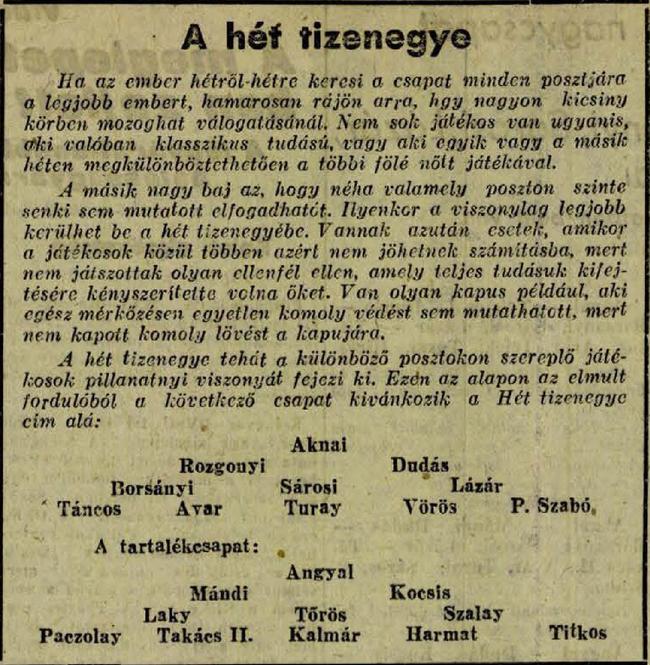 A hét tizenegye
Ha az ember hétről-hétre keresi a csapat minden posztjára
a legjobb embert, hamarosan rájön arra, hgy nagyon kicsiny
körben mozoghat válogatásánál. Nem sok játékos van ugyanis,
aki valóban klasszikus tudású, vagy aki egyik vagy a másik
héten megkülönböztethetően a többi fölé nőtt játékával.
A másik nagy baj az, hogy néha valamely poszton szinte
senki sem mutatott elfogadhatót. Ilyenkor a viszonylag legjobb
kerülhet be a hét tizenegyébe. Vannak azután esetek, amikor
a játékosok közül többen azért nem jöhetnek számításba, mert
nem játszottak olyan ellenfél ellen, amely teljes tudásuk kifej-
tésére kényszerítette volna őket. Van olyan kapus például, aki
egész mérkőzésen egyetlen komoly védést sem mutathatott, mert
nem kapott komoly lövést a kapujára.
A hét tizenegye tehát a különböző posztokon szereplő játé-
kosok pillanatnyi viszonyát fejezi ki. Ezen az alapon az elmult
fordulóból a következő csapat kivánkozik a Hét tizenegye
cím alá:
Aknai
Rozgonyi Dudás
Borsányi Sárosi Lázár
Táncos Avar Turay Vörös P. Szabó
A tartalékcsapat:
Angyal
Mándi Kocsis
Laky Tőrös Szalay
Paczolay Takács II. Kalmár Harmat Titkos